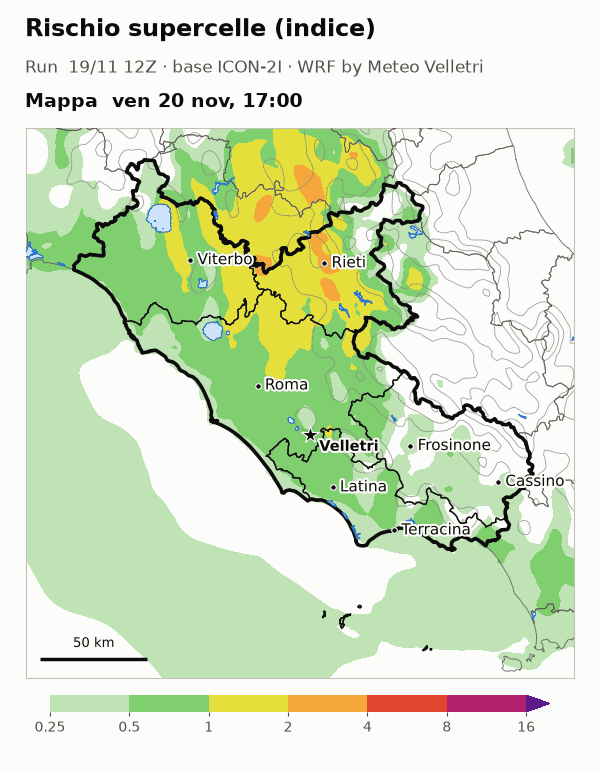 Rischio supercelle (indice)
Run  19/11 12Z · base ICON-2I · WRF by Meteo Velletri
Mappa  ven 20 nov, 17:00
Viterbo
Rieti
Roma
Velletri
Frosinone
Cassino
Latina
Terracina
50 km
0.25 0.5 1 2 4 8 16